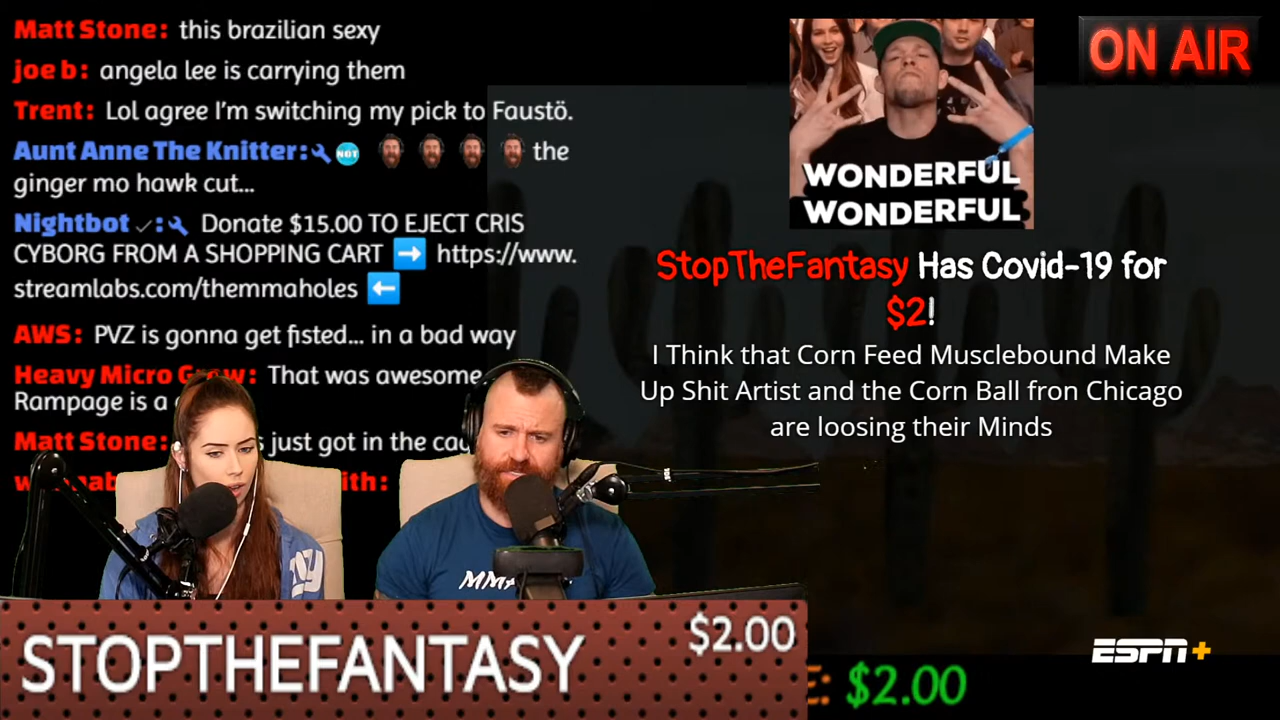 Matt Stone: this brazilian sexy
joe b: angela lee is carrying them
Trent: Lol agree I'm switching my pick to Faustö.
Aunt Anne The Knitter: NOT the
ginger mo hawk cut...
Nightbot ✓: Donate $15.00 TO EJECT CRIS
CYBORG FROM A SHOPPING CART ➡ https://www.
streamlabs.com/themmaholes ⬅
AWS: PVZ is gonna get fisted... in a bad way
Heavy Micro Grow: That was awesome
Rampage is a
Matt Stone: just got in the
WONDERFUL
WONDERFUL
ON AIR
StopTheFantasy Has Covid-19 for
$2!
I Think that Corn Feed Musclebound Make
Up Shit Artist and the Corn Ball fron Chicago
are loosing their Minds
STOPTHEFANTASY $2.00
$2.00
ESPN+